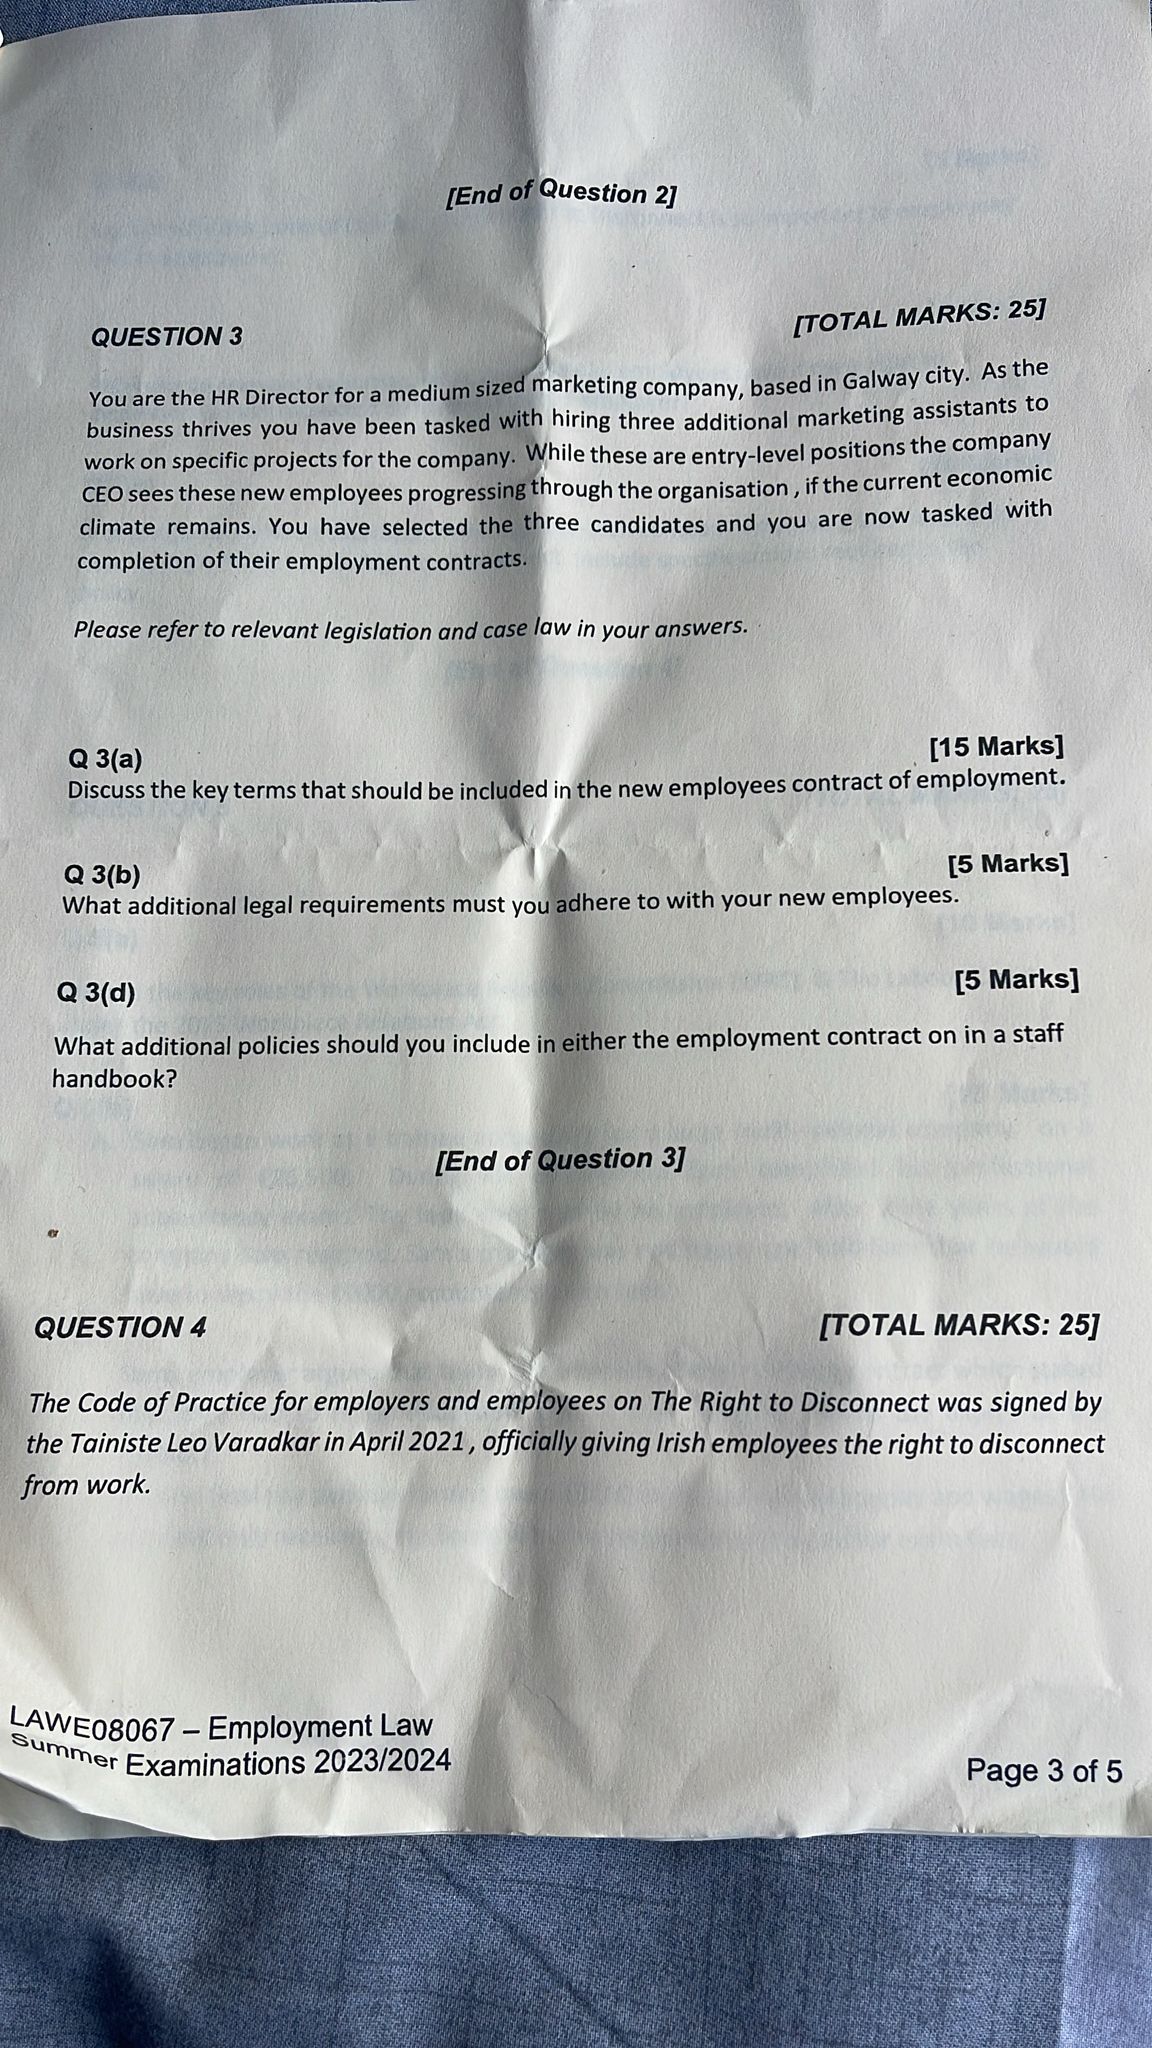 [End of Question 2]
QUESTION 3 [TOTAL MARKS: 25]
You are the HR Director for a medium sized marketing company, based in Galway city. As the
business thrives you have been tasked with hiring three additional marketing assistants to
work on specific projects for the company. While these are entry-level positions the company
CEO sees these new employees progressing through the organisation , if the current economic
climate remains. You have selected the three candidates and you are now tasked with
completion of their employment contracts.
Please refer to relevant legislation and case law in your answers.
Q 3(a) [15 Marks]
Discuss the key terms that should be included in the new employees contract of employment.
Q 3(b) [5 Marks]
What additional legal requirements must you adhere to with your new employees.
Q 3(d) [5 Marks]
What additional policies should you include in either the employment contract on in a staff
handbook?
[End of Question 3]
QUESTION 4 [TOTAL MARKS: 25]
The Code of Practice for employers and employees on The Right to Disconnect was signed by
the Tainiste Leo Varadkar in April 2021 , officially giving Irish employees the right to disconnect
from work.
LAWE08067 – Employment Law
Summer Examinations 2023/2024
Page 3 of 5